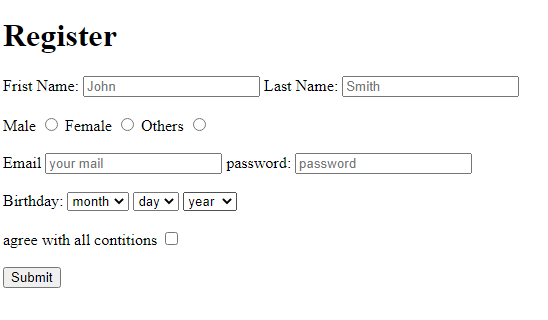 Register
Frist Name: John Last Name: Smith
Male Female Others
Email your mail password: password
Birthday: month day year
agree with all contitions
Submit